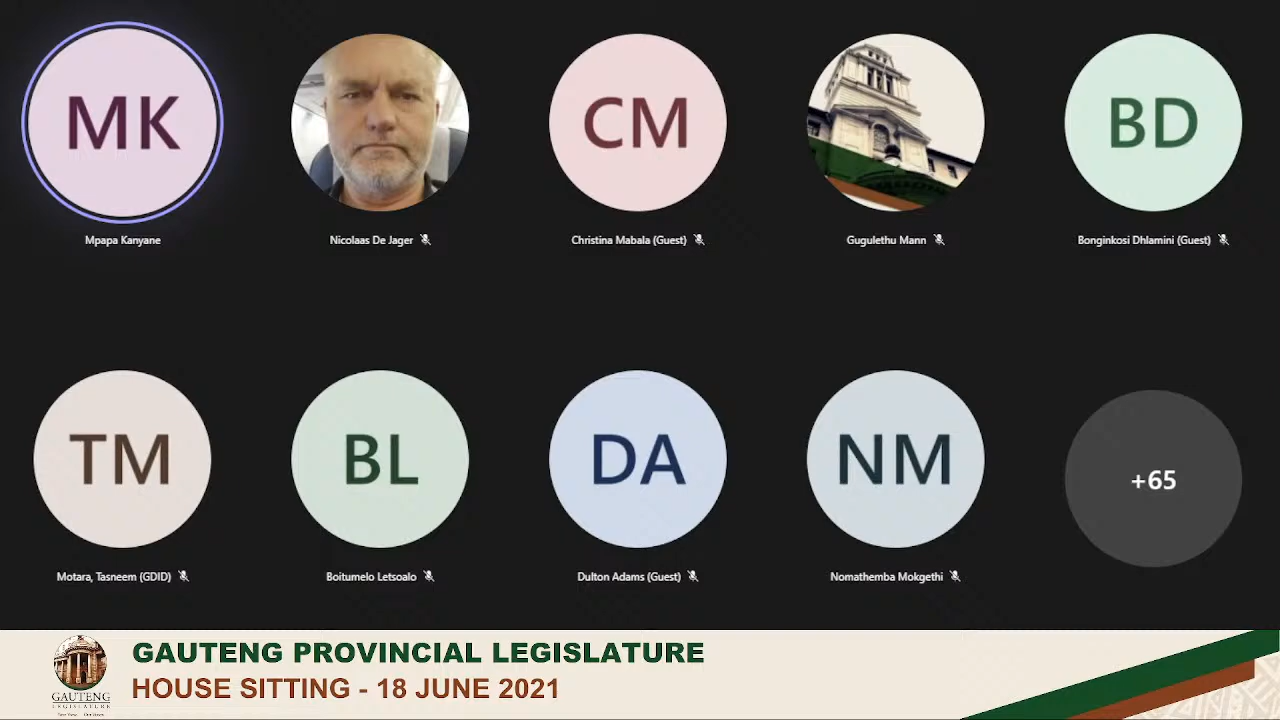 MK
CM
BD
Mpapa Kanyane
Nicolaas De Jager
Christina Mabala (Guest)
Gugulethu Mann
Bonginkosi Dhlamini (Guest)
TM
BL
DA
NM
+65
Motara, Tasneem (GDID)
Boitumelo Letsoalo
Dulton Adams (Guest)
Nomathemba Mokgethi
GAUTENG PROVINCIAL LEGISLATURE
HOUSE SITTING - 18 JUNE 2021
GAUTENG
LEGISLATURE